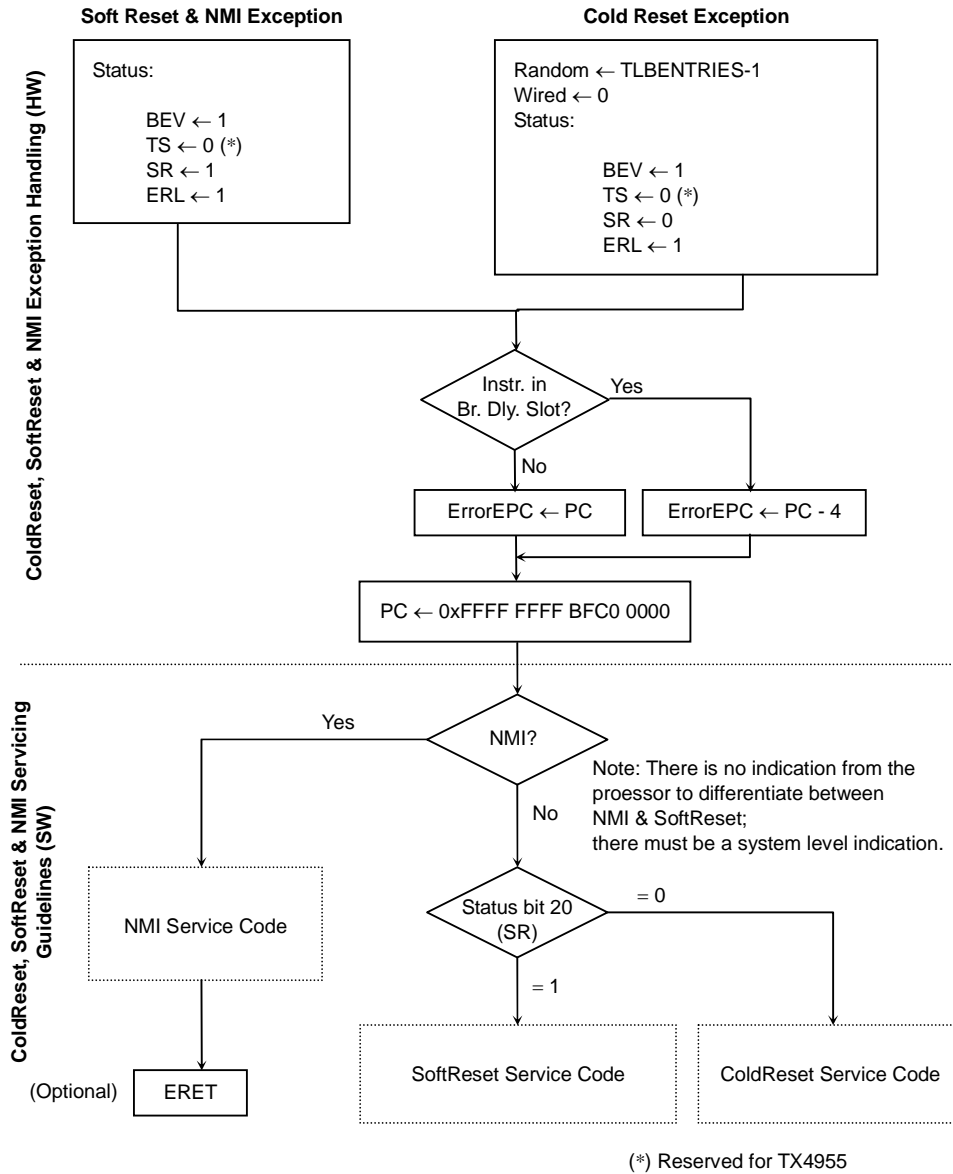 Soft Reset & NMI Exception
Cold Reset Exception
ColdReset, SoftReset & NMI Exception Handling (HW)
Status:
BEV ← 1
TS ← 0 (*)
SR ← 1
ERL ← 1
Random ← TLBENTRIES-1
Wired ← 0
Status:
BEV ← 1
TS ← 0 (*)
SR ← 0
ERL ← 1
Instr. in
Br. Dly. Slot?
Yes
No
ErrorEPC ← PC
ErrorEPC ← PC - 4
PC ← 0xFFFF FFFF BFC0 0000
ColdReset, SoftReset & NMI Servicing
Guidelines (SW)
Yes
NMI?
No
Note: There is no indication from the
proessor to differentiate between
NMI & SoftReset;
there must be a system level indication.
NMI Service Code
Status bit 20
(SR)
= 0
= 1
SoftReset Service Code
ColdReset Service Code
(Optional)
ERET
(*) Reserved for TX4955